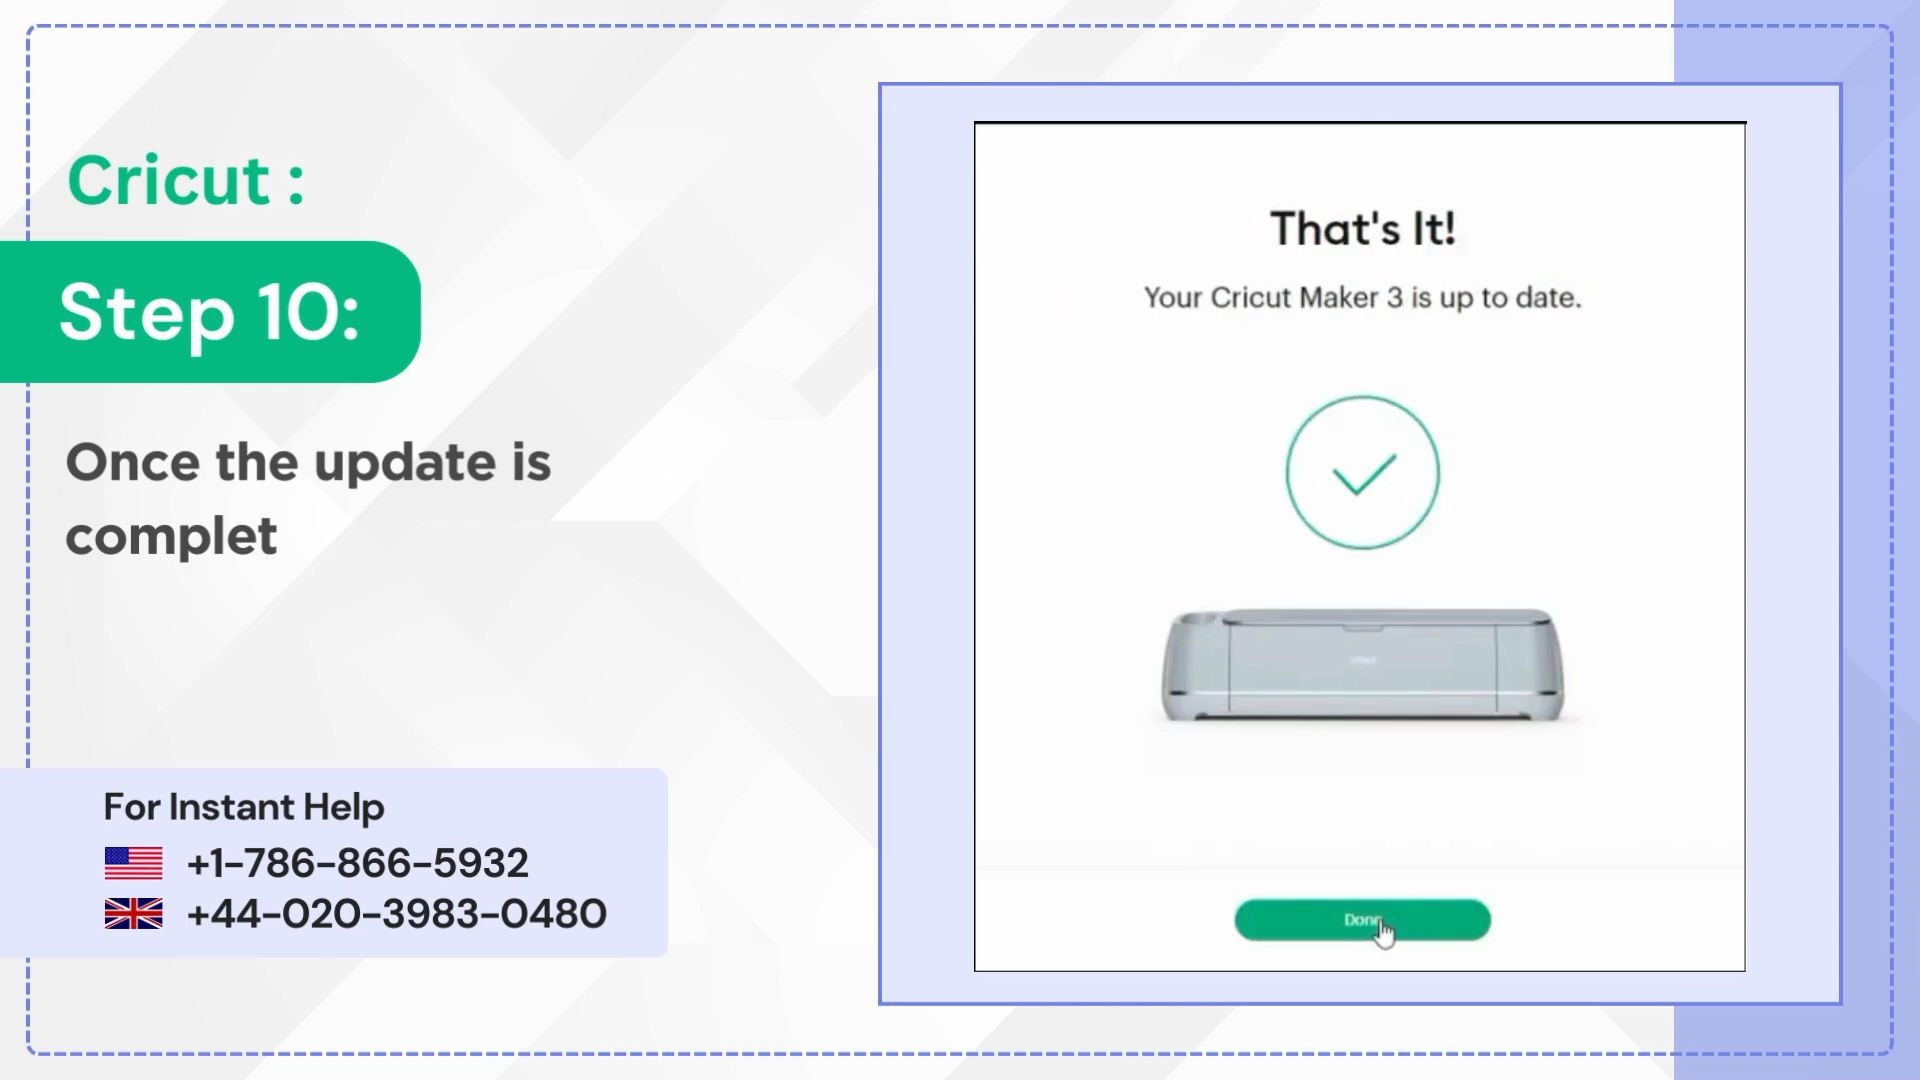 Cricut :
Step 10:
Once the update is
complet
For Instant Help
+1-786-866-5932
+44-020-3983-0480
That's It!
Your Cricut Maker 3 is up to date.
Done